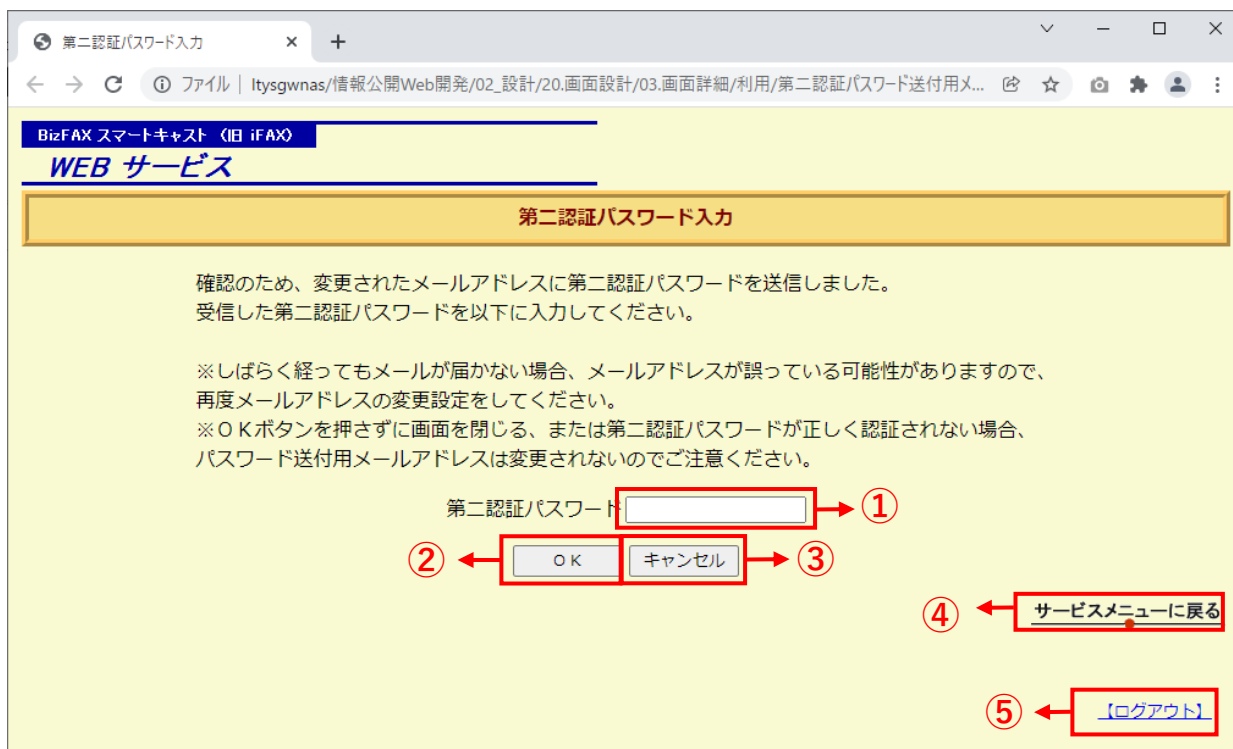 第二認証パスワード入力
ファイル | ltysgwnas/情報公開Web開発/02_設計/20.画面設計/03.画面詳細/利用/第二認証パスワード送付用メ...
BizFAX スマートキャスト（旧 iFAX）
WEB サービス
第二認証パスワード入力
確認のため、変更されたメールアドレスに第二認証パスワードを送信しました。
受信した第二認証パスワードを以下に入力してください。
※しばらく経ってもメールが届かない場合、メールアドレスが誤っている可能性がありますので、
再度メールアドレスの変更設定をしてください。
※ＯＫボタンを押さずに画面を閉じる、または第二認証パスワードが正しく認証されない場合、
パスワード送付用メールアドレスは変更されないのでご注意ください。
第二認証パスワード ①
② ＯＫ キャンセル ③
④ サービスメニューに戻る
⑤ 【ログアウト】